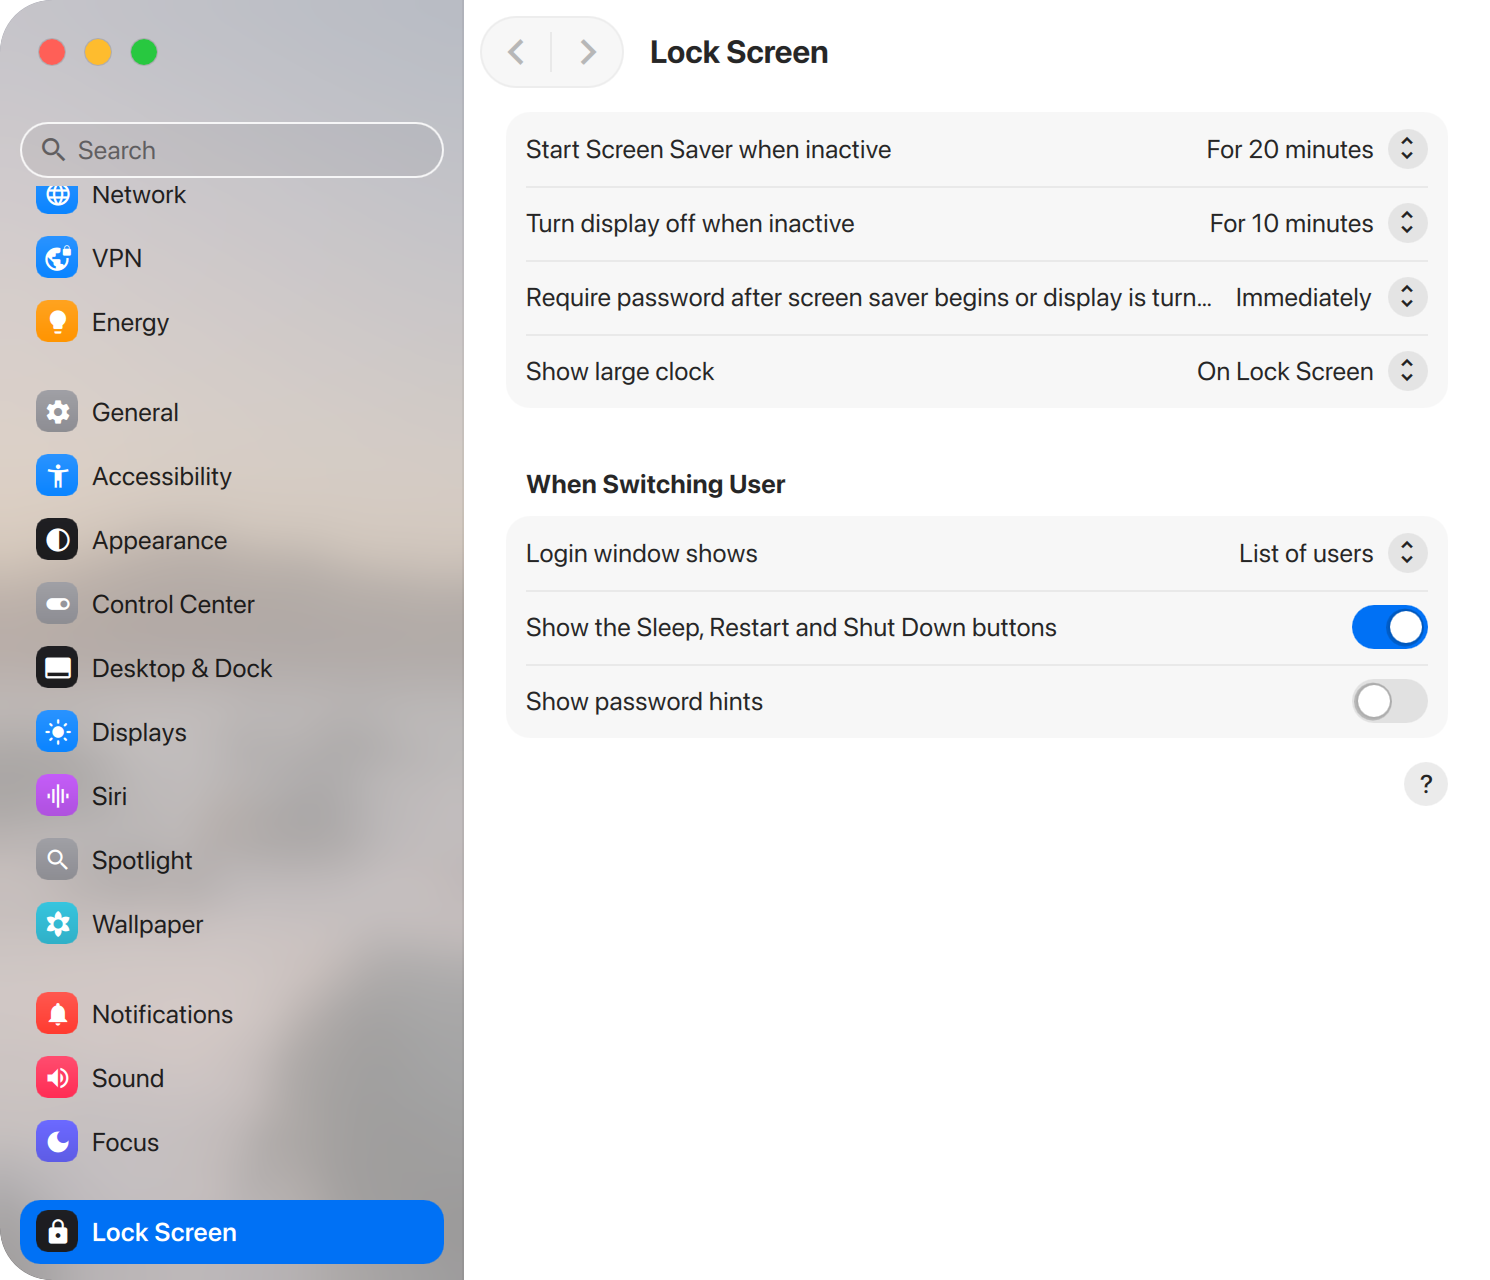 Search
Network
VPN
Energy
General
Accessibility
Appearance
Control Center
Desktop & Dock
Displays
Siri
Spotlight
Wallpaper
Notifications
Sound
Focus
Lock Screen
Lock Screen
Start Screen Saver when inactive For 20 minutes
Turn display off when inactive For 10 minutes
Require password after screen saver begins or display is turn... Immediately
Show large clock On Lock Screen
When Switching User
Login window shows List of users
Show the Sleep, Restart and Shut Down buttons
Show password hints
?